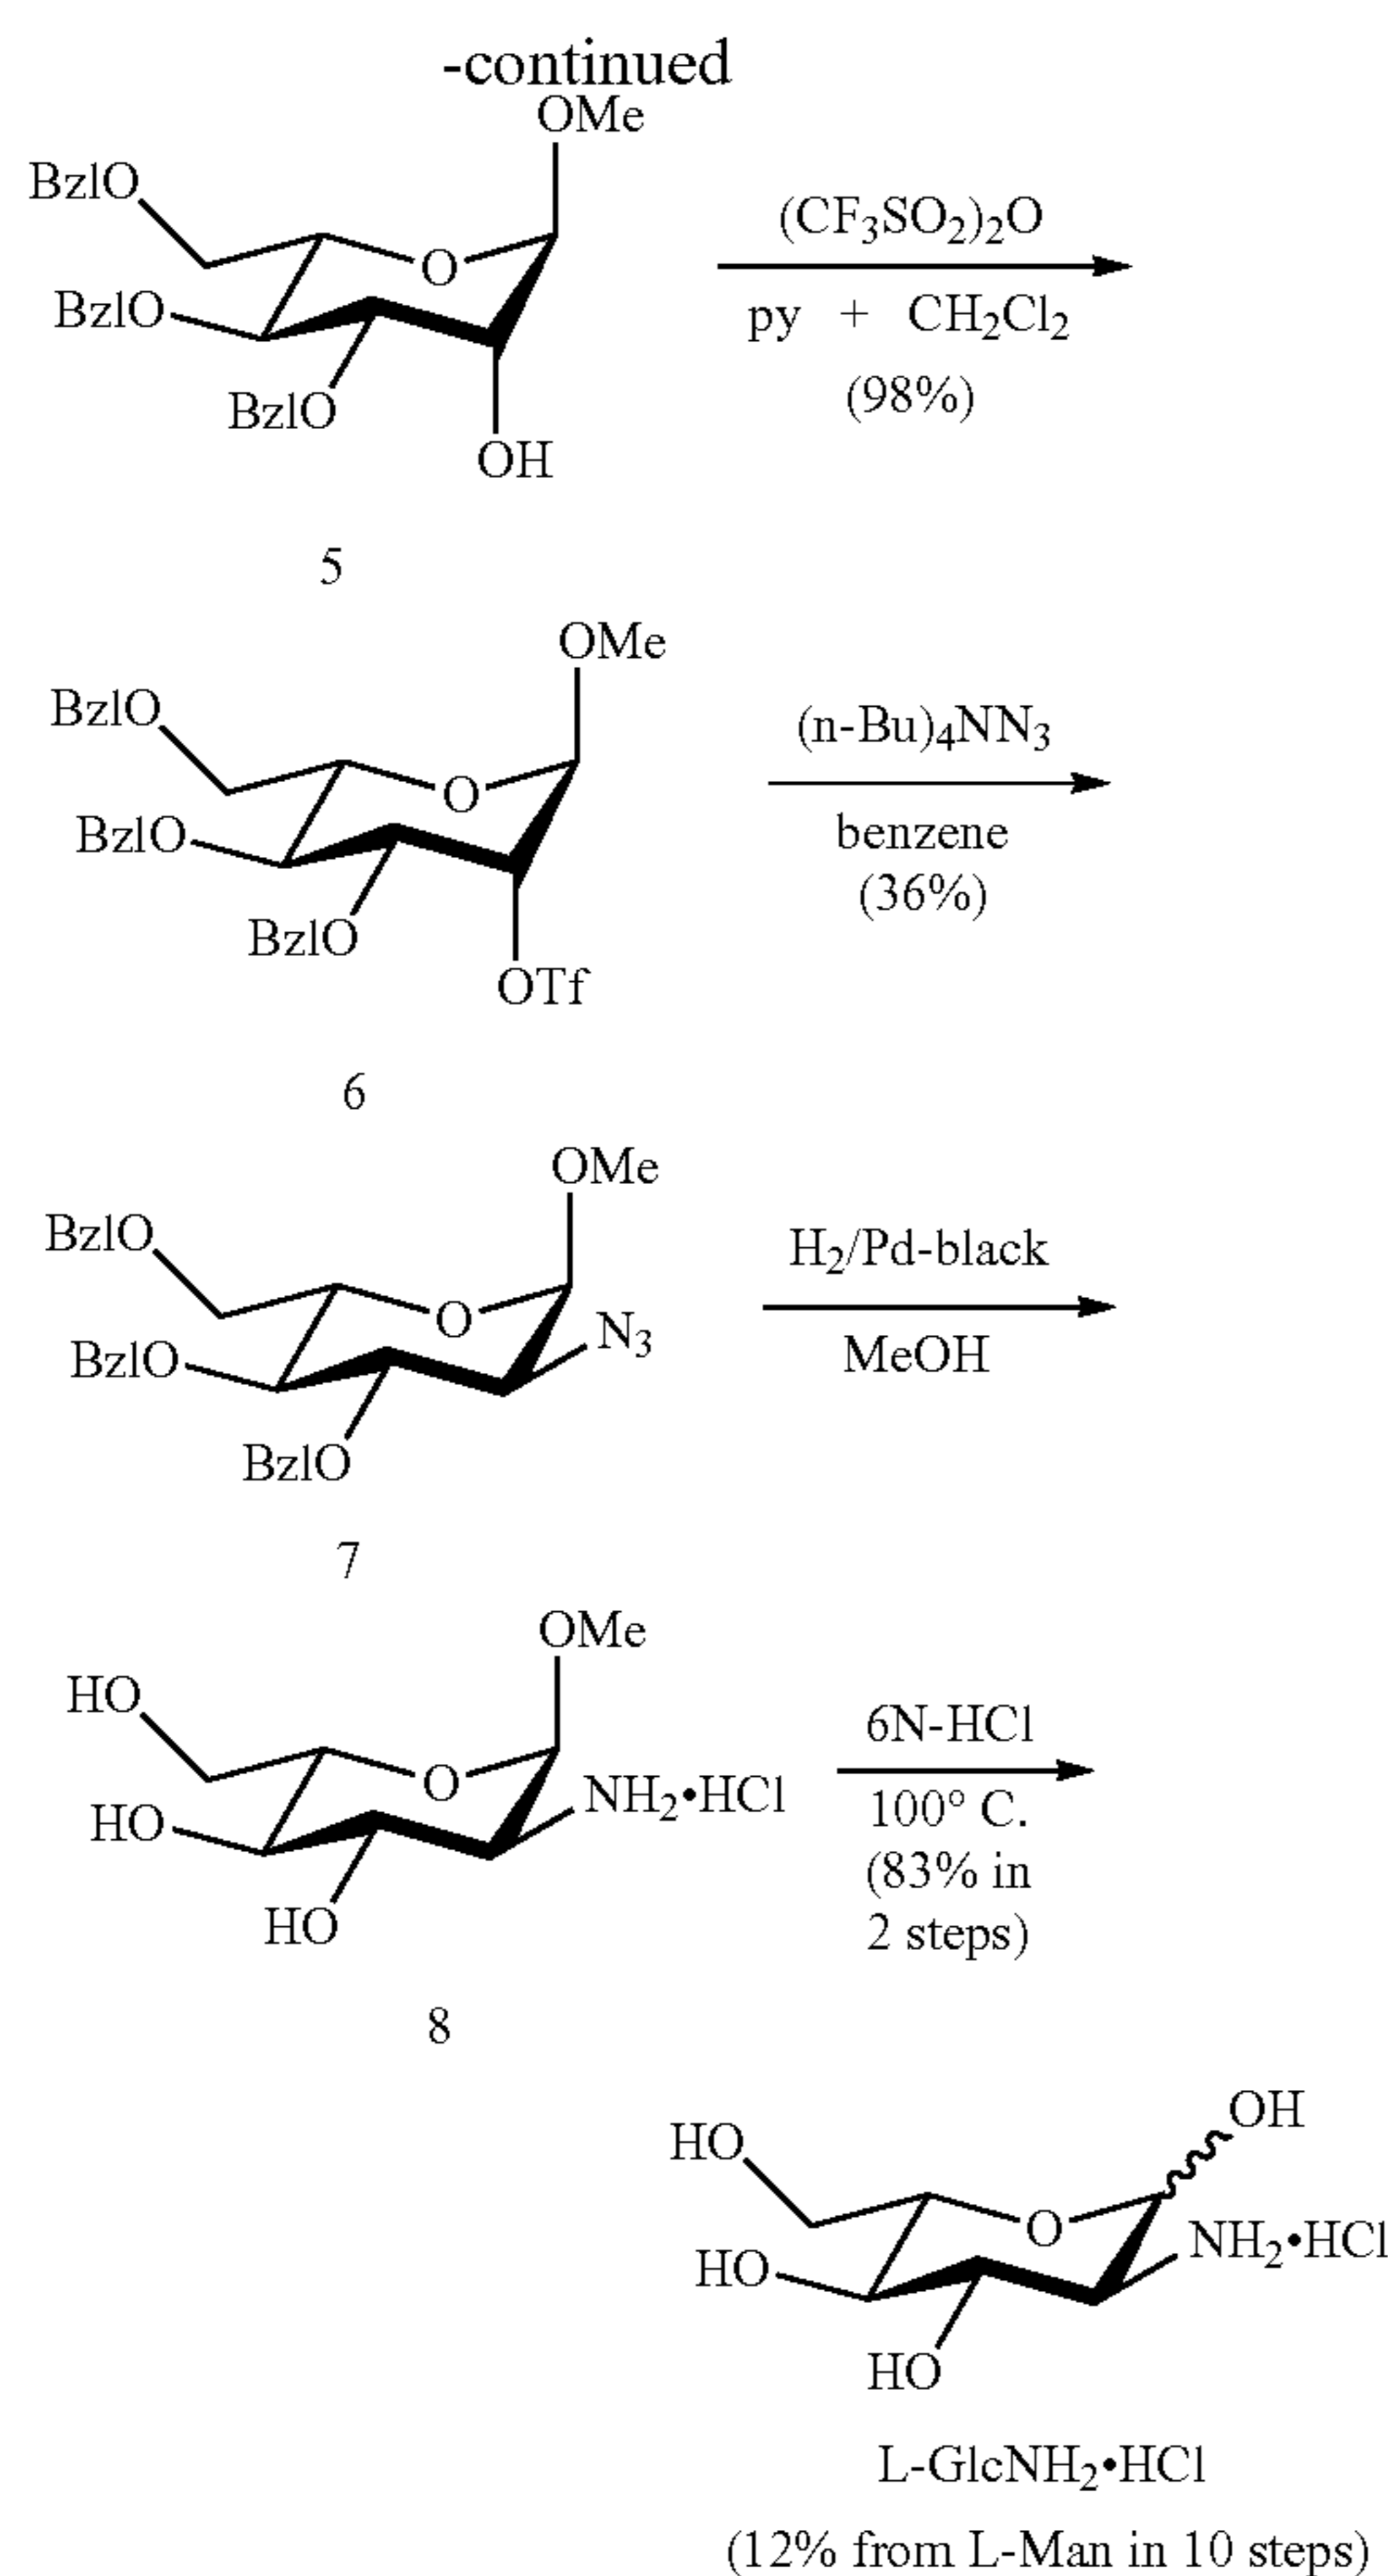 -continued
OMe
BzlO
O
BzlO
BzlO
OH
(CF₃SO₂)₂O
py + CH₂Cl₂
(98%)
5
OMe
BzlO
O
BzlO
BzlO
OTf
(n-Bu)₄NN₃
benzene
(36%)
6
OMe
BzlO
O
N₃
BzlO
BzlO
H₂/Pd-black
MeOH
7
OMe
HO
O
NH₂•HCl
HO
HO
6N-HCl
100° C.
(83% in
2 steps)
8
OH
HO
O
NH₂•HCl
HO
HO
L-GlcNH₂•HCl
(12% from L-Man in 10 steps)